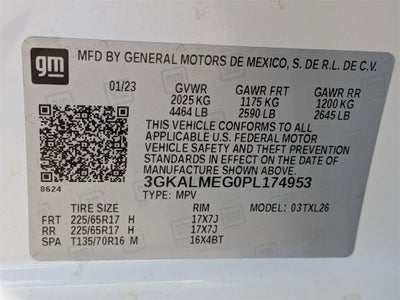 gm
MFD BY GENERAL MOTORS DE MEXICO, S. DE R.L. DE C.V.
01/23 GVWR GAWR FRT GAWR RR
2025 KG 1175 KG 1200 KG
4464 LB 2590 LB 2645 LB
THIS VEHICLE CONFORMS TO ALL
APPLICABLE U.S. FEDERAL MOTOR
VEHICLE SAFETY AND THEFT PREVENTION
STANDARDS IN EFFECT ON THE DATE OF
MANUFACTURE SHOWN ABOVE.
8624
3GKALMEG0PL174953
TYPE: MPV
TIRE SIZE RIM MODEL: 03TXL26
FRT 225/65R17 H 17X7J
RR 225/65R17 H 17X7J
SPA T135/70R16 M 16X4BT